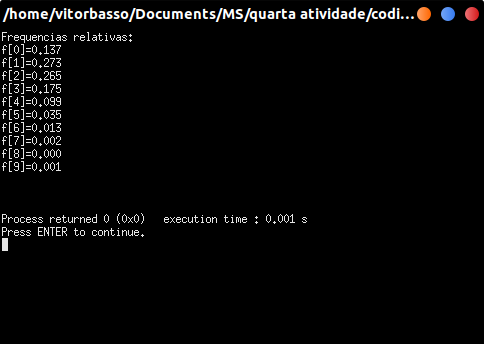 /home/vitorbasso/Documents/MS/quarta atividade/codi...
Frequencias relativas:
f[0]=0.137
f[1]=0.273
f[2]=0.265
f[3]=0.175
f[4]=0.099
f[5]=0.035
f[6]=0.013
f[7]=0.002
f[8]=0.000
f[9]=0.001
Process returned 0 (0x0)   execution time : 0.001 s
Press ENTER to continue.